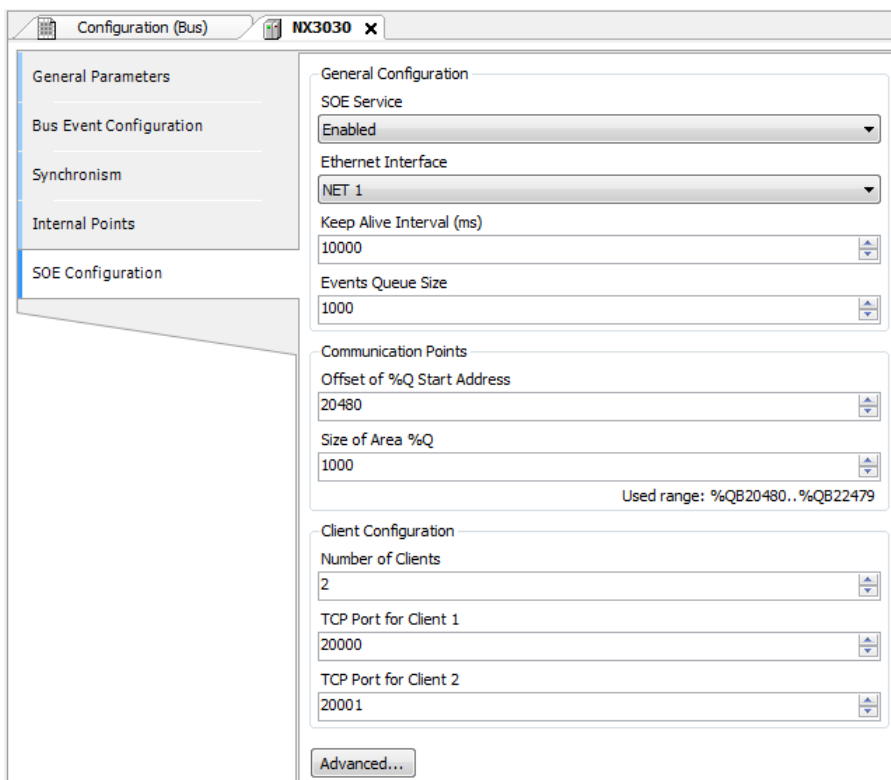 Configuration (Bus)
NX3030
General Parameters
Bus Event Configuration
Synchronism
Internal Points
SOE Configuration
General Configuration
SOE Service
Enabled
Ethernet Interface
NET 1
Keep Alive Interval (ms)
10000
Events Queue Size
1000
Communication Points
Offset of %Q Start Address
20480
Size of Area %Q
1000
Used range: %QB20480..%QB22479
Client Configuration
Number of Clients
2
TCP Port for Client 1
20000
TCP Port for Client 2
20001
Advanced...